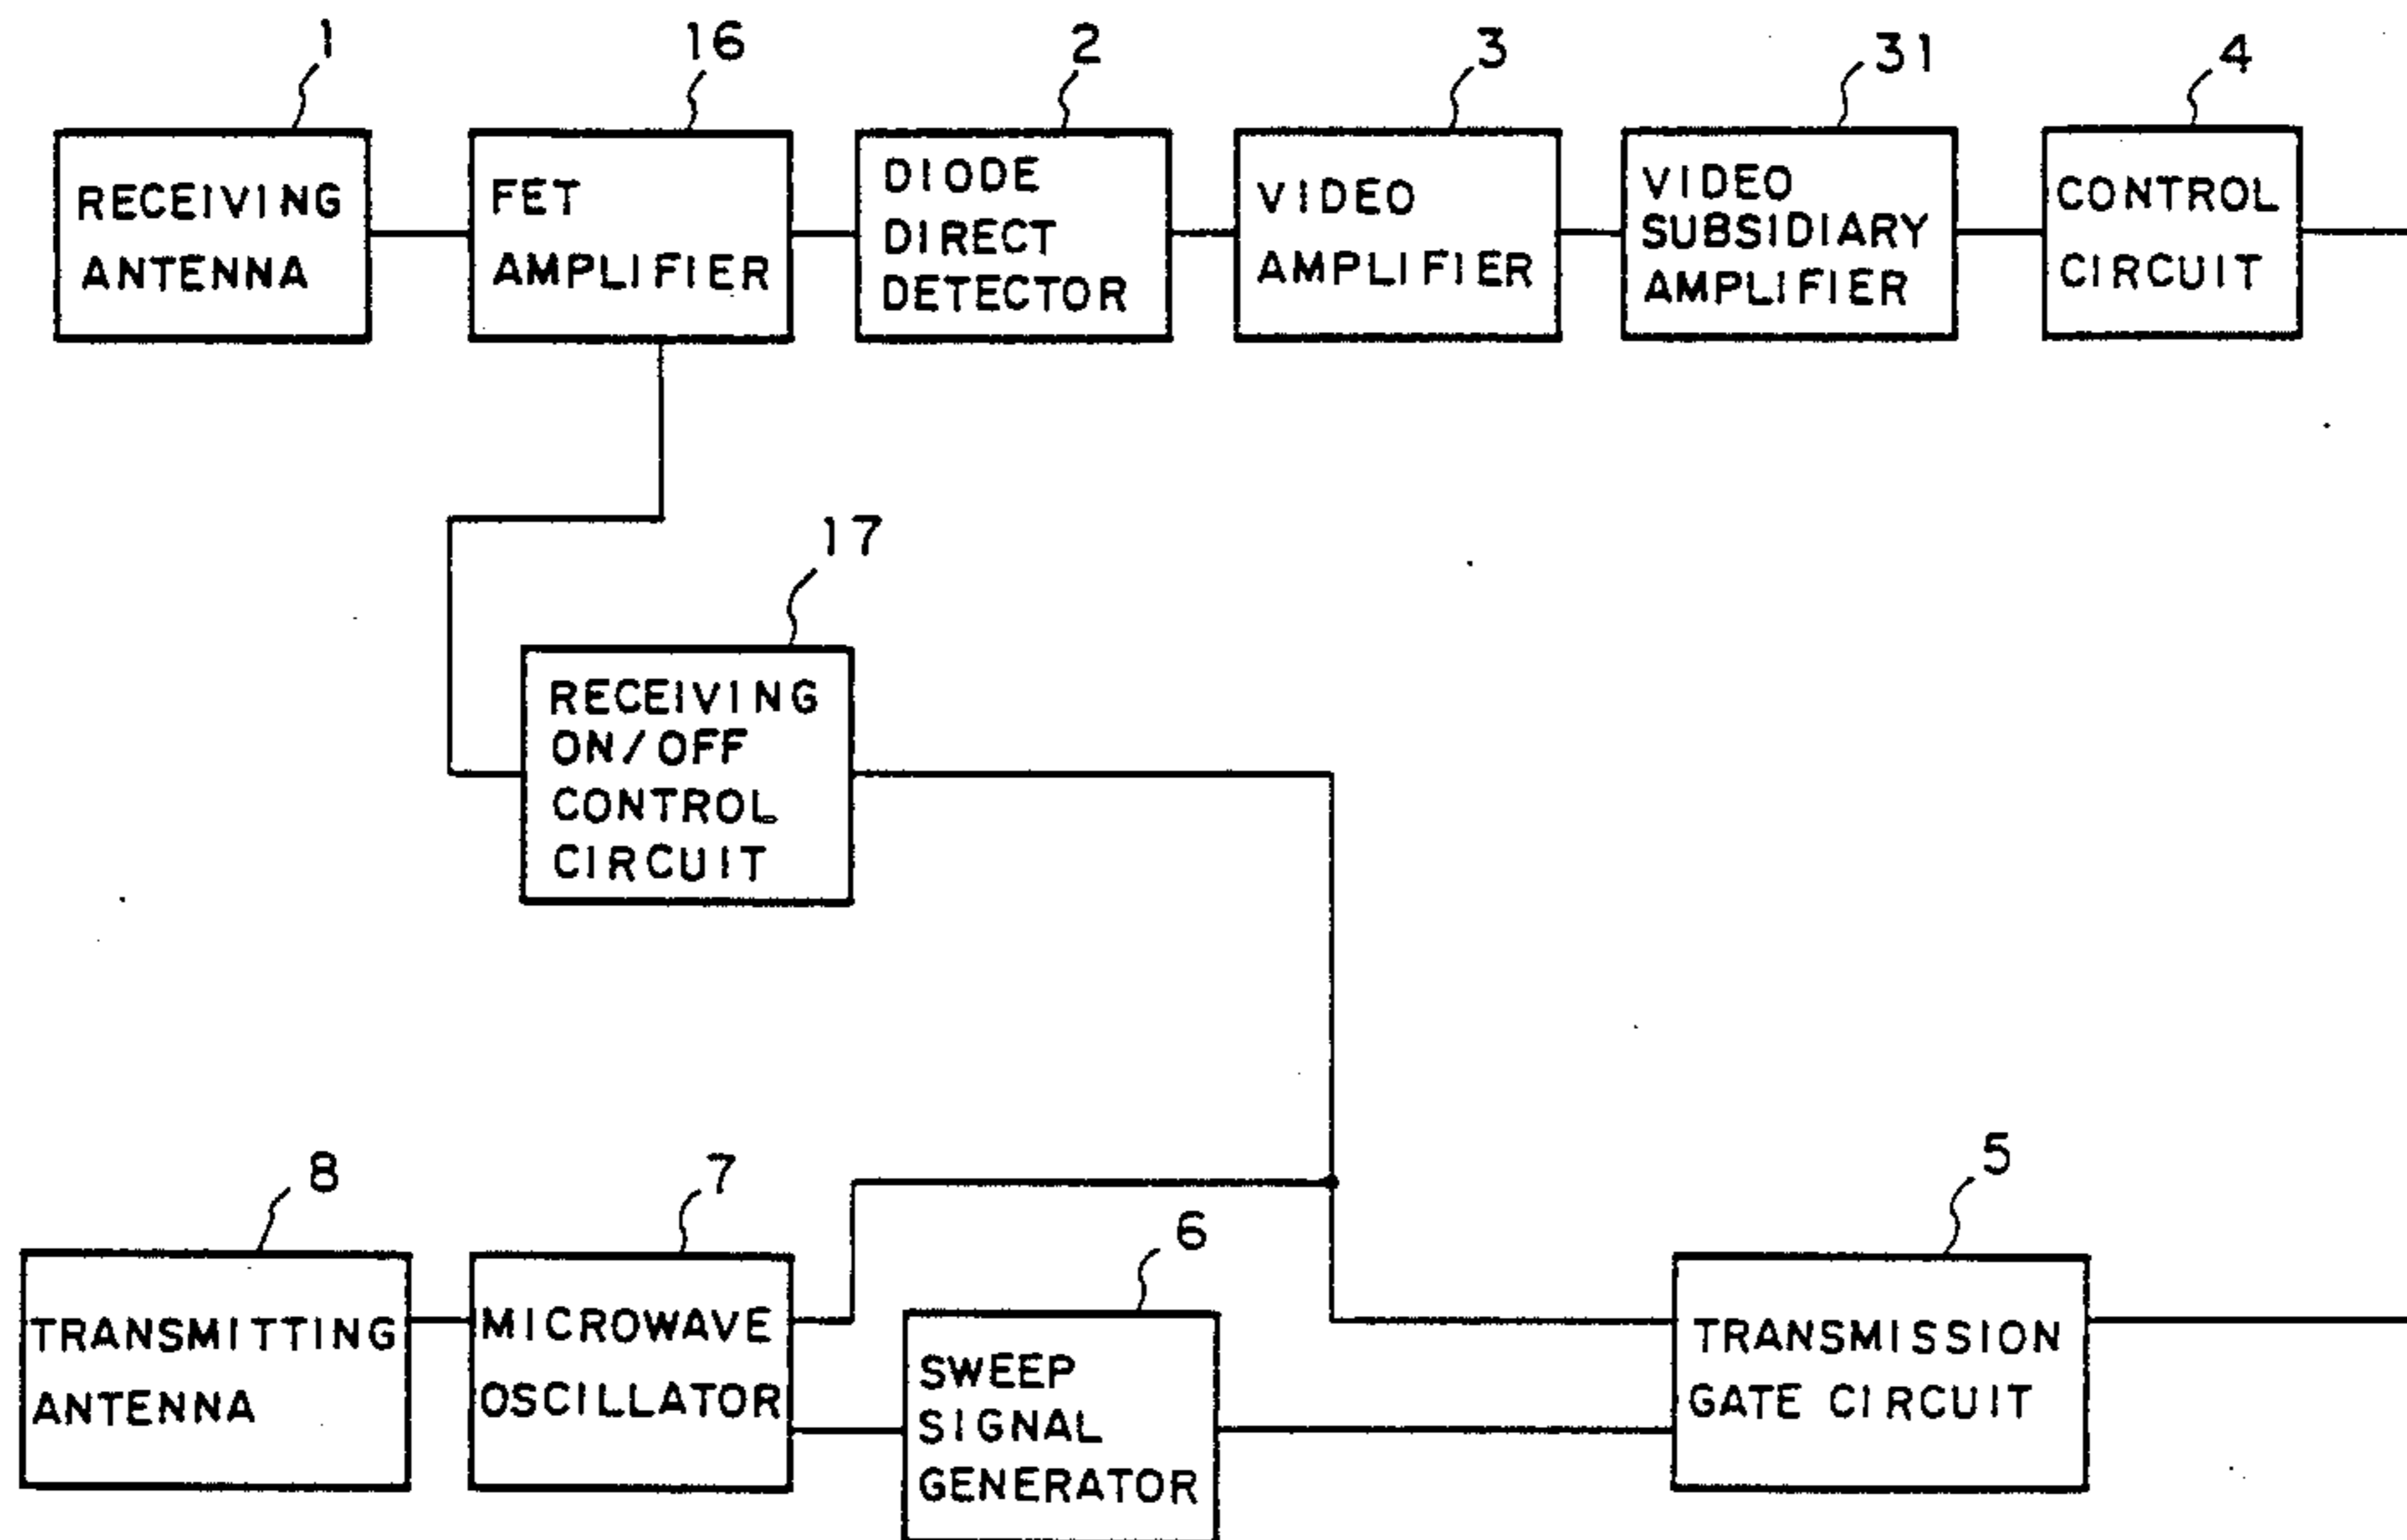 1
16
2
3
31
4
RECEIVING
ANTENNA
FET
AMPLIFIER
DIODE
DIRECT
DETECTOR
VIDEO
AMPLIFIER
VIDEO
SUBSIDIARY
AMPLIFIER
CONTROL
CIRCUIT
17
RECEIVING
ON/OFF
CONTROL
CIRCUIT
8
7
6
5
TRANSMITTING
ANTENNA
MICROWAVE
OSCILLATOR
SWEEP
SIGNAL
GENERATOR
TRANSMISSION
GATE CIRCUIT